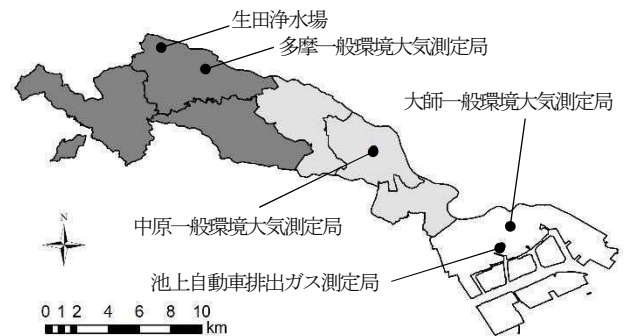 生田浄水場
多摩一般環境大気測定局
大師一般環境大気測定局
中原一般環境大気測定局
池上自動車排出ガス測定局
N
0 1 2 4 6 8 10
km